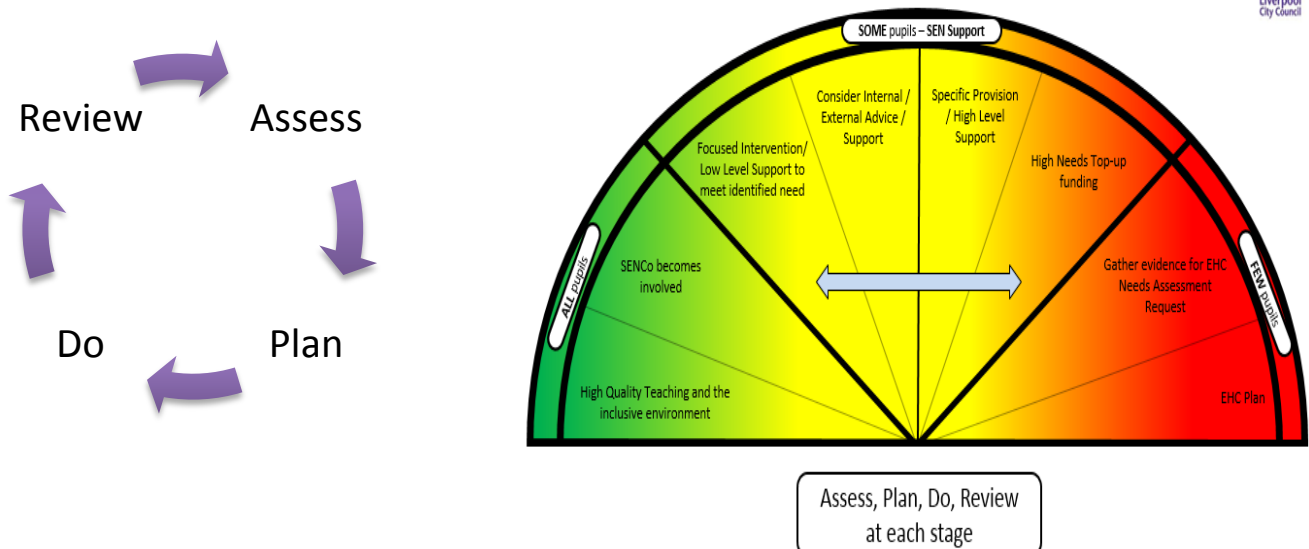 Review
Assess
Do
Plan
Liverpool
City Council
SOME pupils – SEN Support
Consider Internal /
External Advice /
Support
Specific Provision
/ High Level
Support
Focused Intervention/
Low Level Support to
meet identified need
High Needs Top-up
funding
SENCo becomes
involved
Gather evidence for EHC
Needs Assessment
Request
ALL pupils
FEW pupils
High Quality Teaching and the
inclusive environment
EHC Plan
Assess, Plan, Do, Review
at each stage